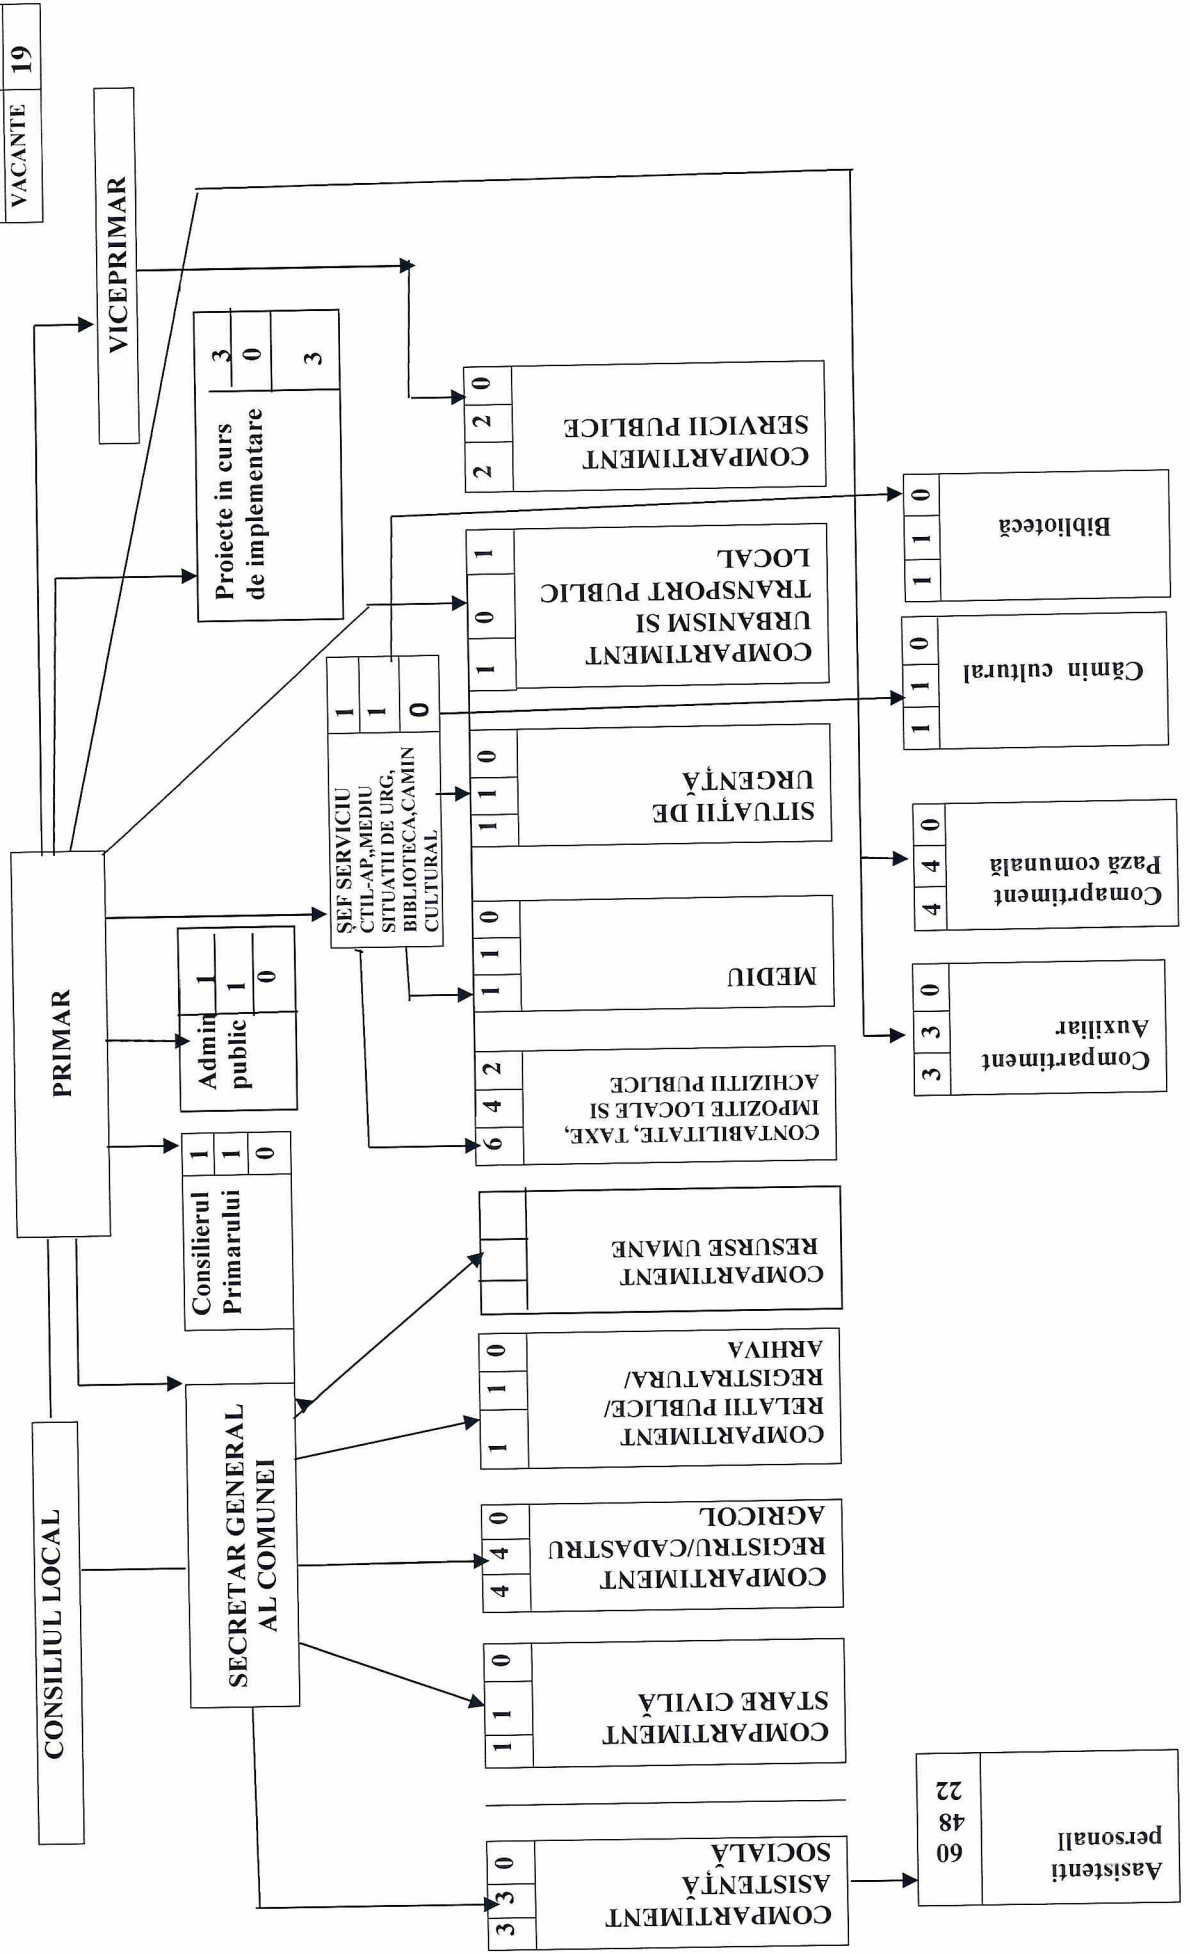 VACANTE 19
CONSILIUL LOCAL
PRIMAR
VICEPRIMAR
SECRETAR GENERAL
AL COMUNEI
Consilierul
Primarului
1
1
0
Admin
public
1
1
0
Proiecte in curs
de implementare
3
0
3
ŞEF SERVICIU
CTIL-AP,,MEDIU
SITUATII DE URG,
BIBLIOTECA,CAMIN
CULTURAL
1
1
0
3 3 0
COMPARTIMENT
ASISTENȚĂ
SOCIALĂ
1 1 0
COMPARTIMENT
STARE CIVILĂ
4 4 0
COMPARTIMENT
REGISTRU/CADASTRU
AGRICOL
1 1 0
COMPARTIMENT
RELATII PUBLICE/
REGISTRATURA/
ARHIVA
COMPARTIMENT
RESURSE UMANE
6 4 2
CONTABILITATE, TAXE,
IMPOZITE LOCALE SI
ACHIZITII PUBLICE
1 1 0
MEDIU
1 1 0
SITUAȚII DE
URGENȚĂ
1 0 1
COMPARTIMENT
URBANISM SI
TRANSPORT PUBLIC
LOCAL
2 2 0
COMPARTIMENT
SERVICII PUBLICE
60
48
22
Aasistenti
personall
3 3 0
Compartiment
Auxiliar
4 4 0
Comaprtiment
Pază comunală
1 1 0
Cămin cultural
1 1 0
Bibliotecă